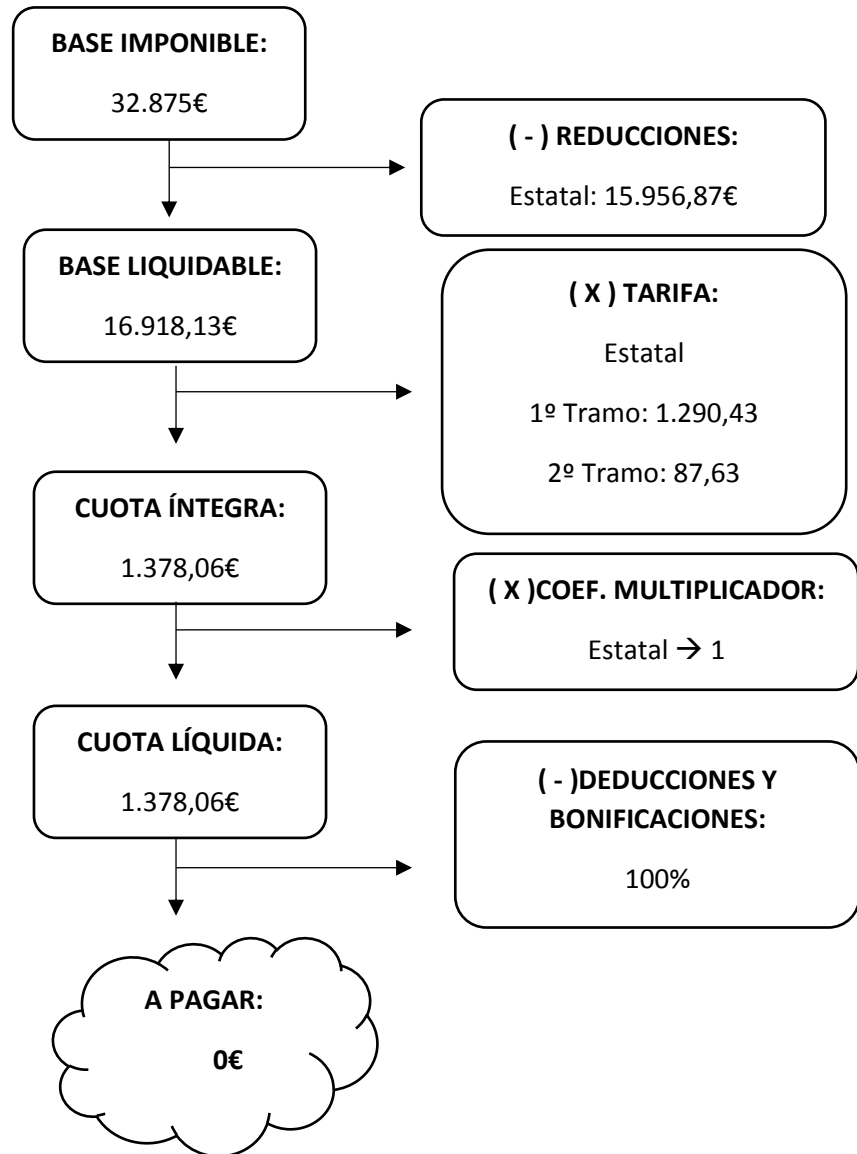 BASE IMPONIBLE:
32.875€
( - ) REDUCCIONES:
Estatal: 15.956,87€
BASE LIQUIDABLE:
16.918,13€
( X ) TARIFA:
Estatal
1º Tramo: 1.290,43
2º Tramo: 87,63
CUOTA ÍNTEGRA:
1.378,06€
( X )COEF. MULTIPLICADOR:
Estatal → 1
CUOTA LÍQUIDA:
1.378,06€
( - )DEDUCCIONES Y
BONIFICACIONES:
100%
A PAGAR:
0€